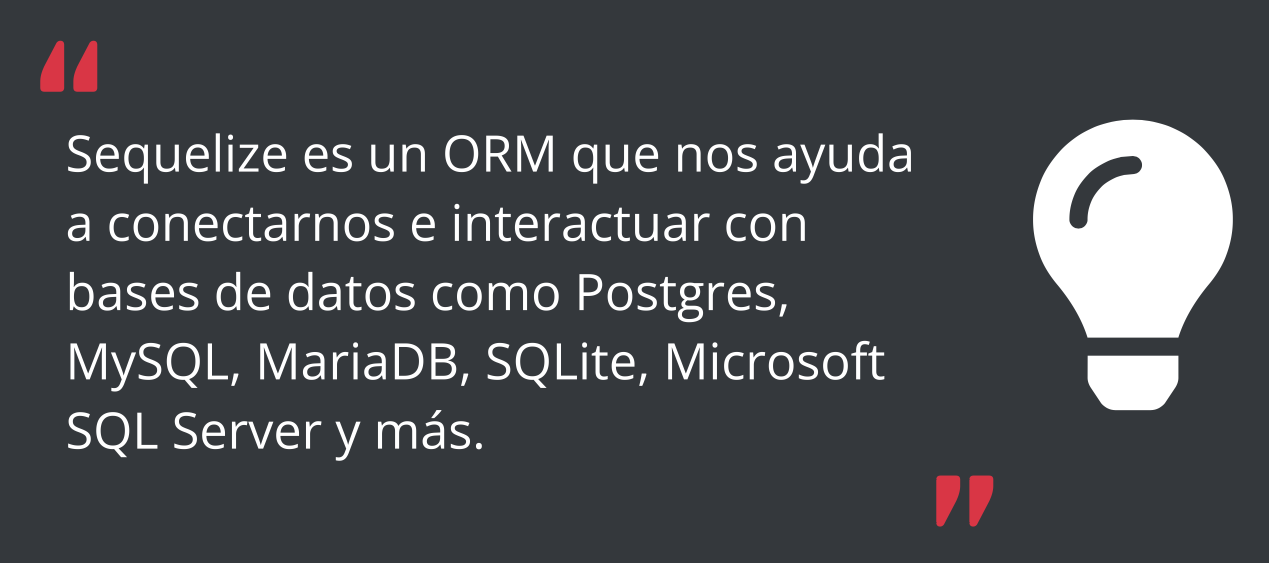 “
Sequelize es un ORM que nos ayuda
a conectarnos e interactuar con
bases de datos como Postgres,
MySQL, MariaDB, SQLite, Microsoft
SQL Server y más.
”